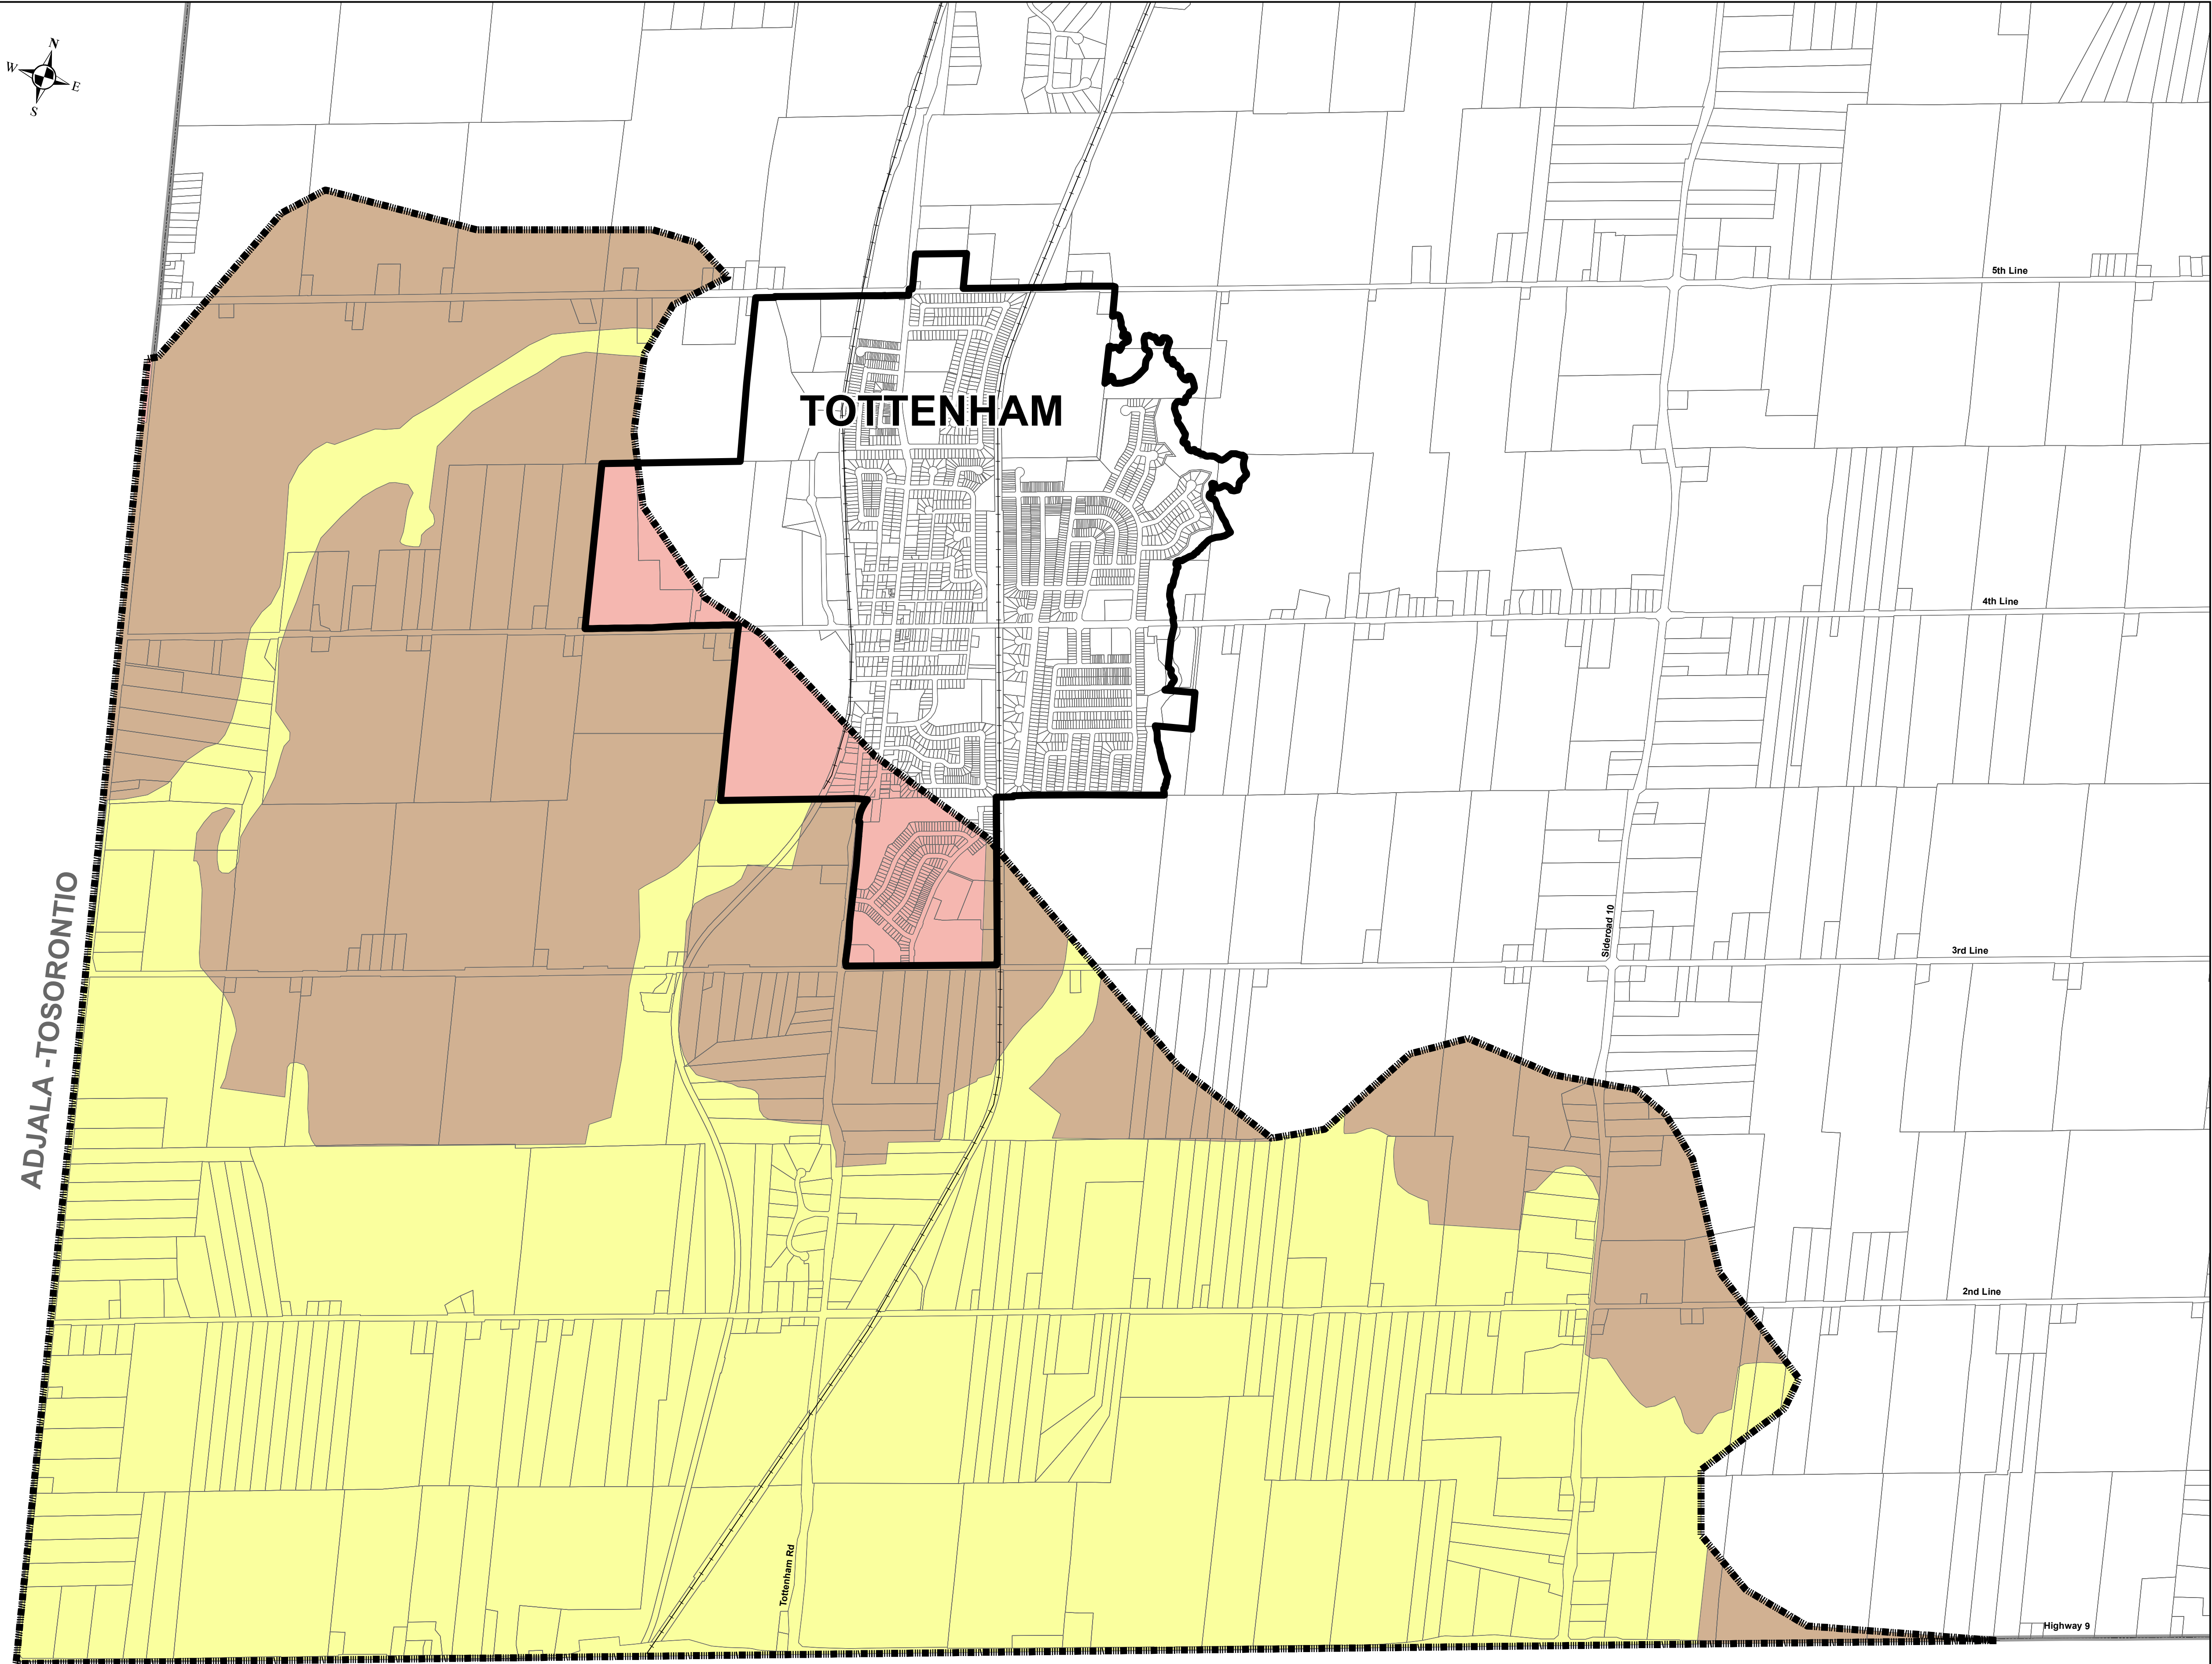 N
W
E
S
5th Line
TOTTENHAM
4th Line
ADJALA -TOSORONTIO
Sideroad 10
3rd Line
2nd Line
Tottenham Rd
Highway 9